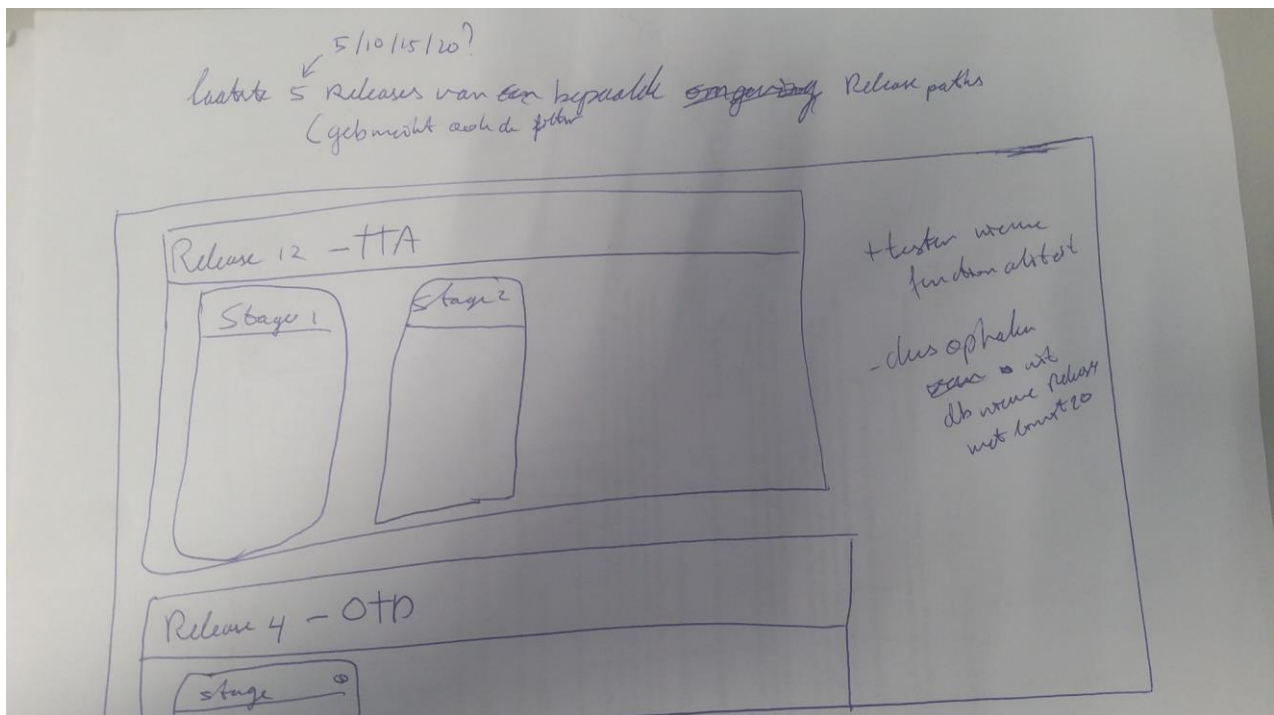 5/10/15/20?
laatste 5 Releases van een bepaalde omgeving Release paths
(gebruikt ook de filter
Release 12 - TTA
Stage 1
Stage 2
+ testen nieuwe
functionaliteit
- dus ophalen
uit
db nieuwe Releases
met limit 20
Release 4 - OTD
stage